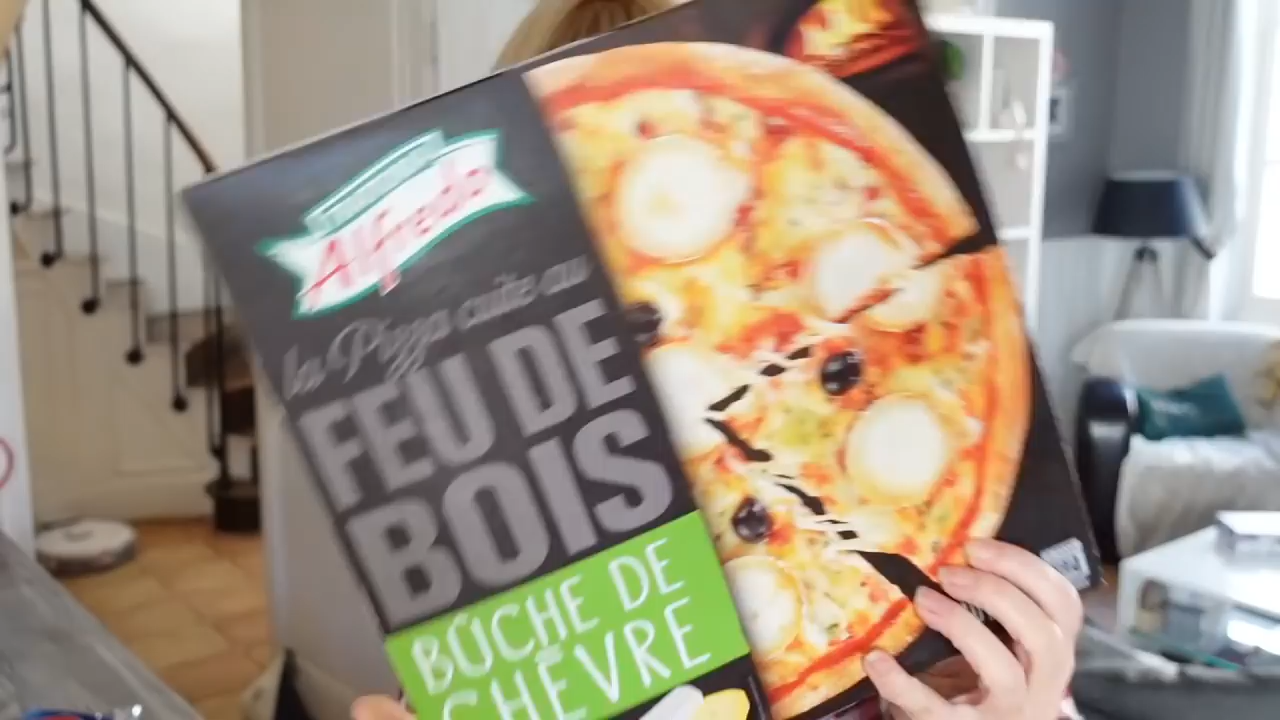 Alfredo
la Pizza cuite au
FEU DE
BOIS
BÛCHE DE
CHÈVRE